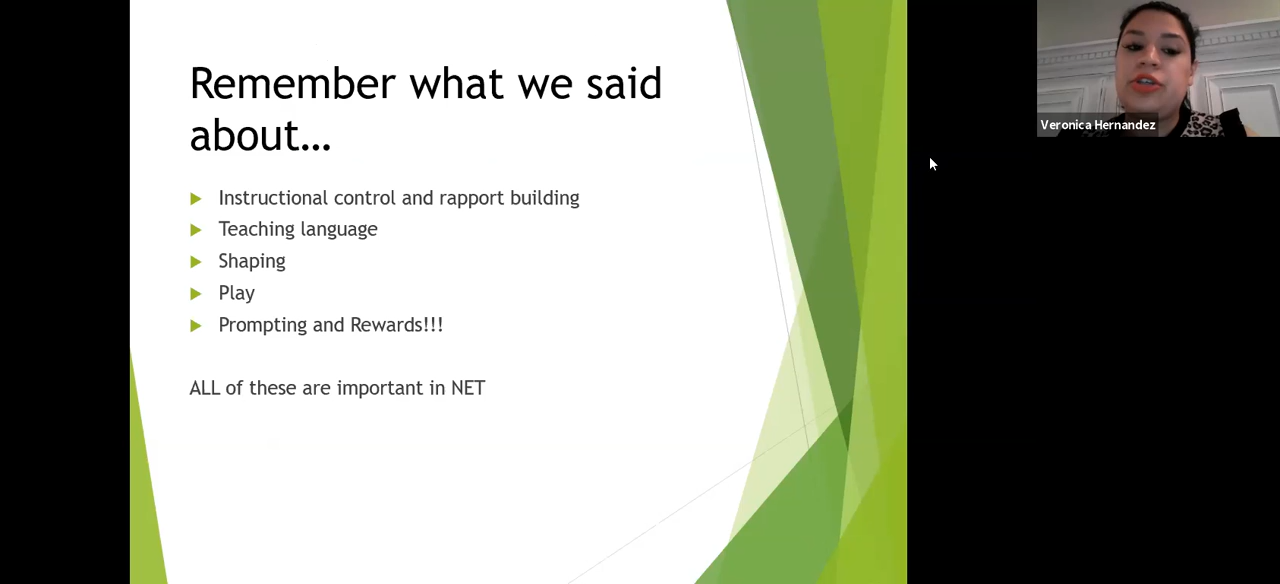 Remember what we said
about...
Instructional control and rapport building
Teaching language
Shaping
Play
Prompting and Rewards!!!
ALL of these are important in NET
Veronica Hernandez